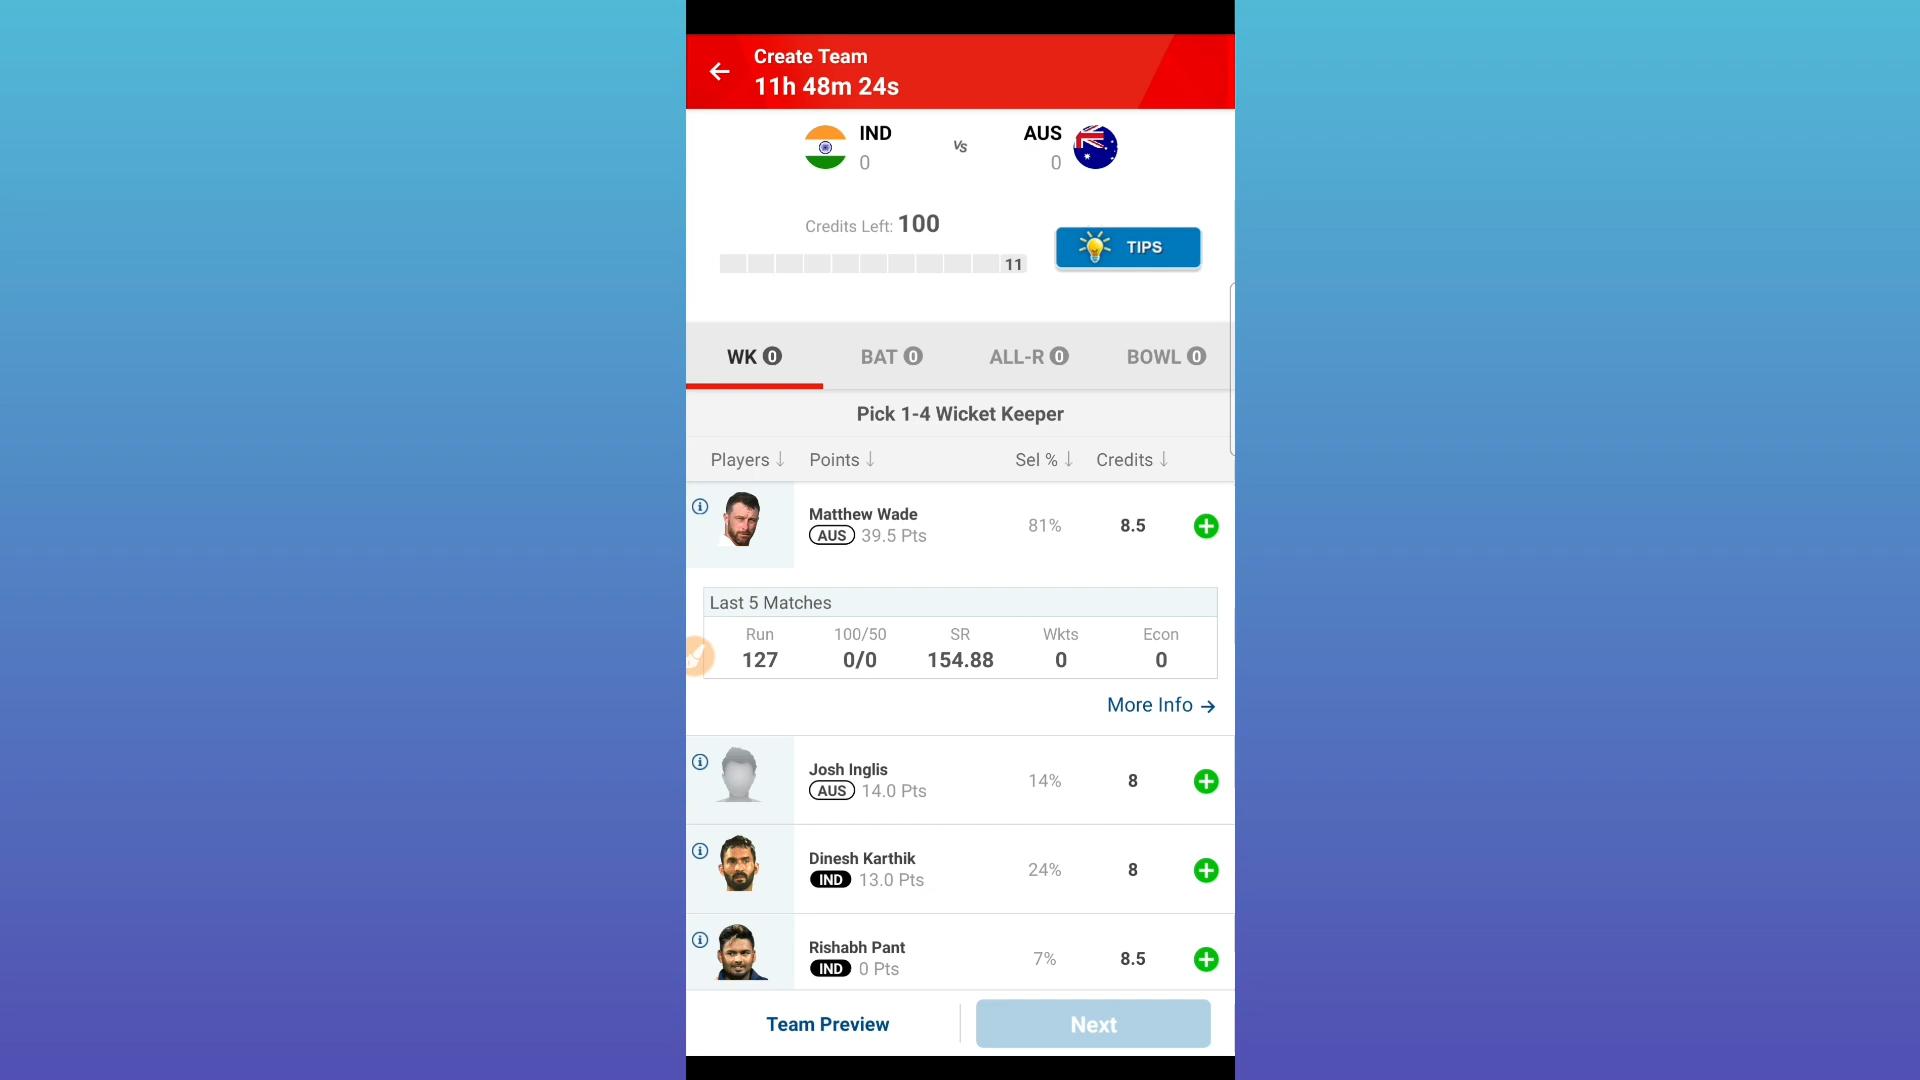 Create Team
11h 48m 24s
IND
0
Vs
AUS
0
Credits Left: 100
11
TIPS
WK 0
BAT 0
ALL-R 0
BOWL 0
Pick 1-4 Wicket Keeper
Players ↓ Points ↓ Sel % ↓ Credits ↓
Matthew Wade
AUS 39.5 Pts
81%
8.5
Last 5 Matches
Run 100/50 SR Wkts Econ
127 0/0 154.88 0 0
More Info →
Josh Inglis
AUS 14.0 Pts
14%
8
Dinesh Karthik
IND 13.0 Pts
24%
8
Rishabh Pant
IND 0 Pts
7%
8.5
Team Preview
Next